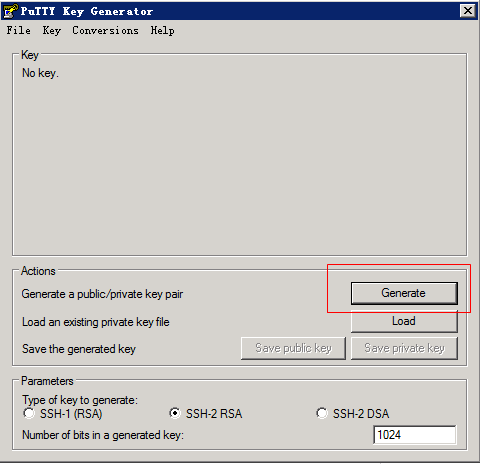 PuTTY Key Generator
File Key Conversions Help
Key
No key.
Actions
Generate a public/private key pair
Generate
Load an existing private key file
Load
Save the generated key
Save public key
Save private key
Parameters
Type of key to generate:
SSH-1 (RSA) SSH-2 RSA SSH-2 DSA
Number of bits in a generated key:
1024